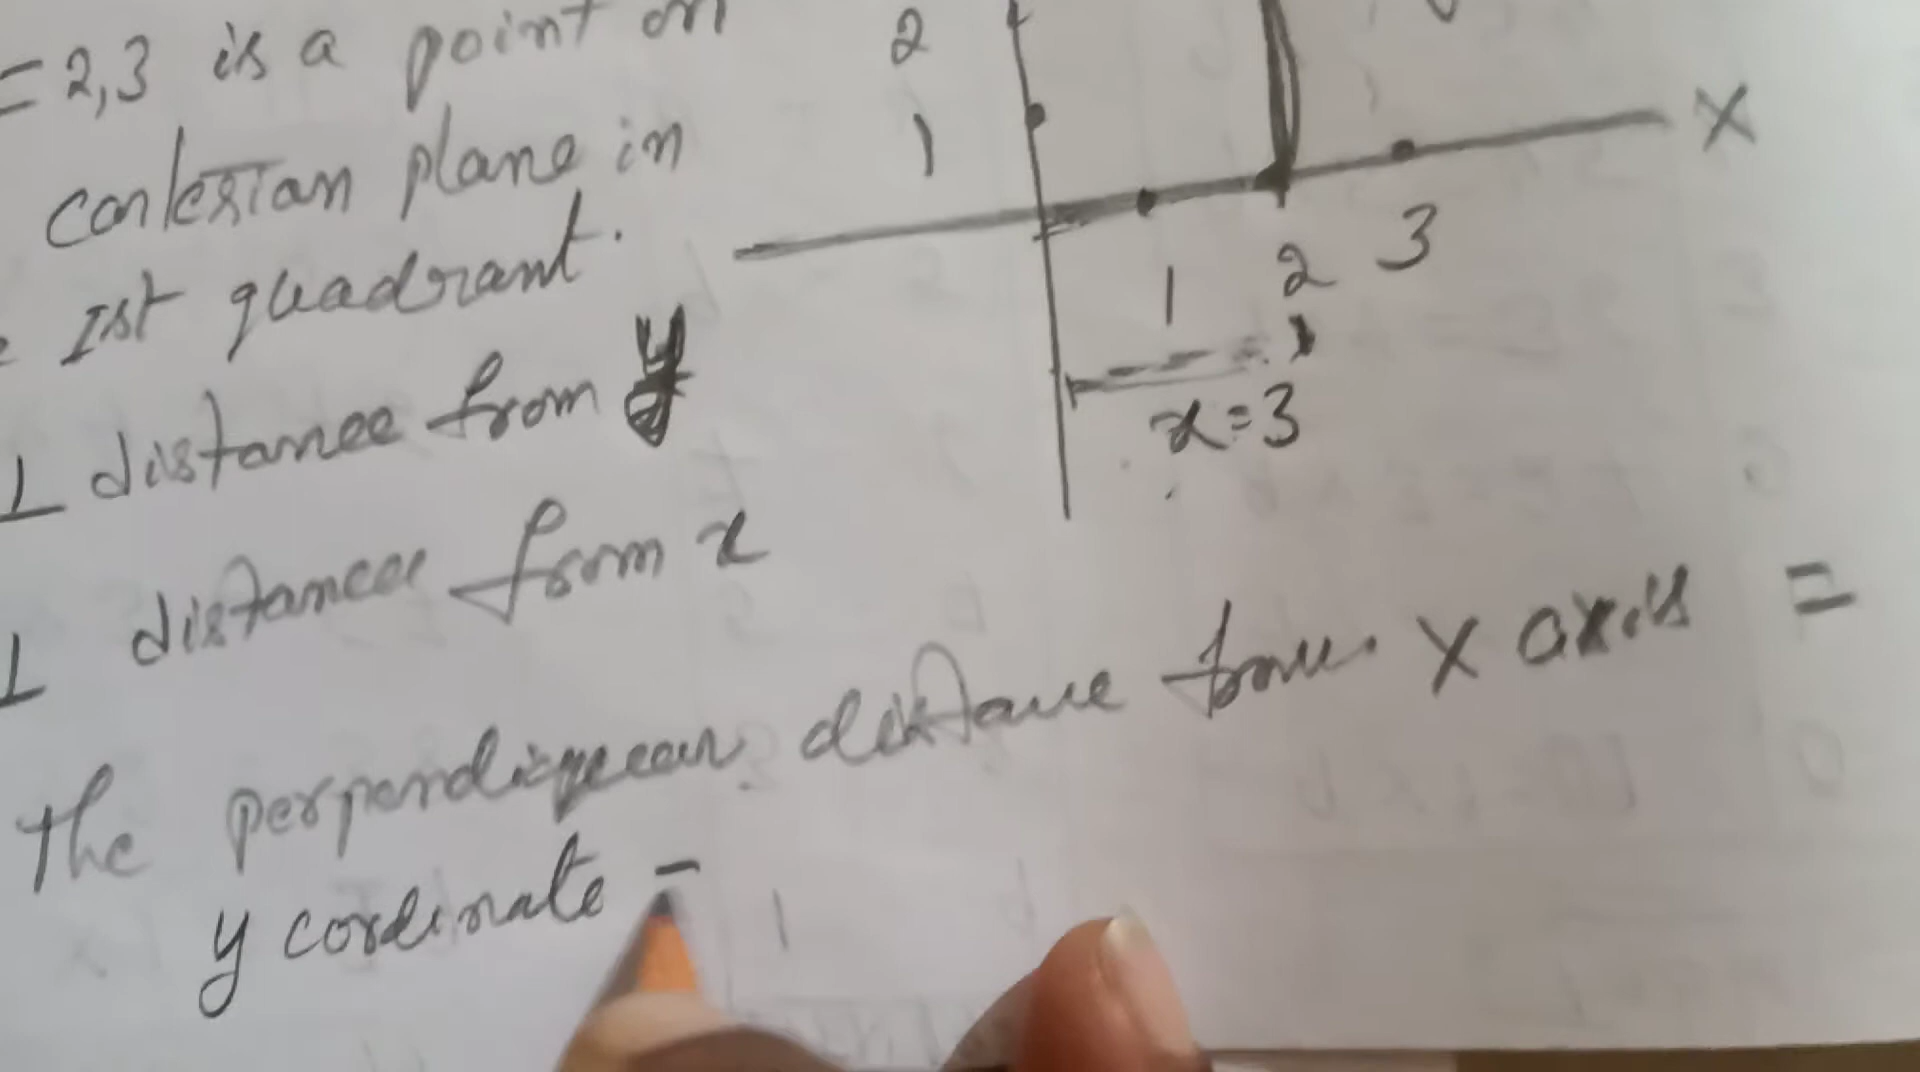 = 2,3 is a point on
cartesian plane in
Ist quadrant.
⊥ distance from y
⊥ distance from x
The distance from X axis =
y cordinate =
2
1
X
1 2 3
x=3